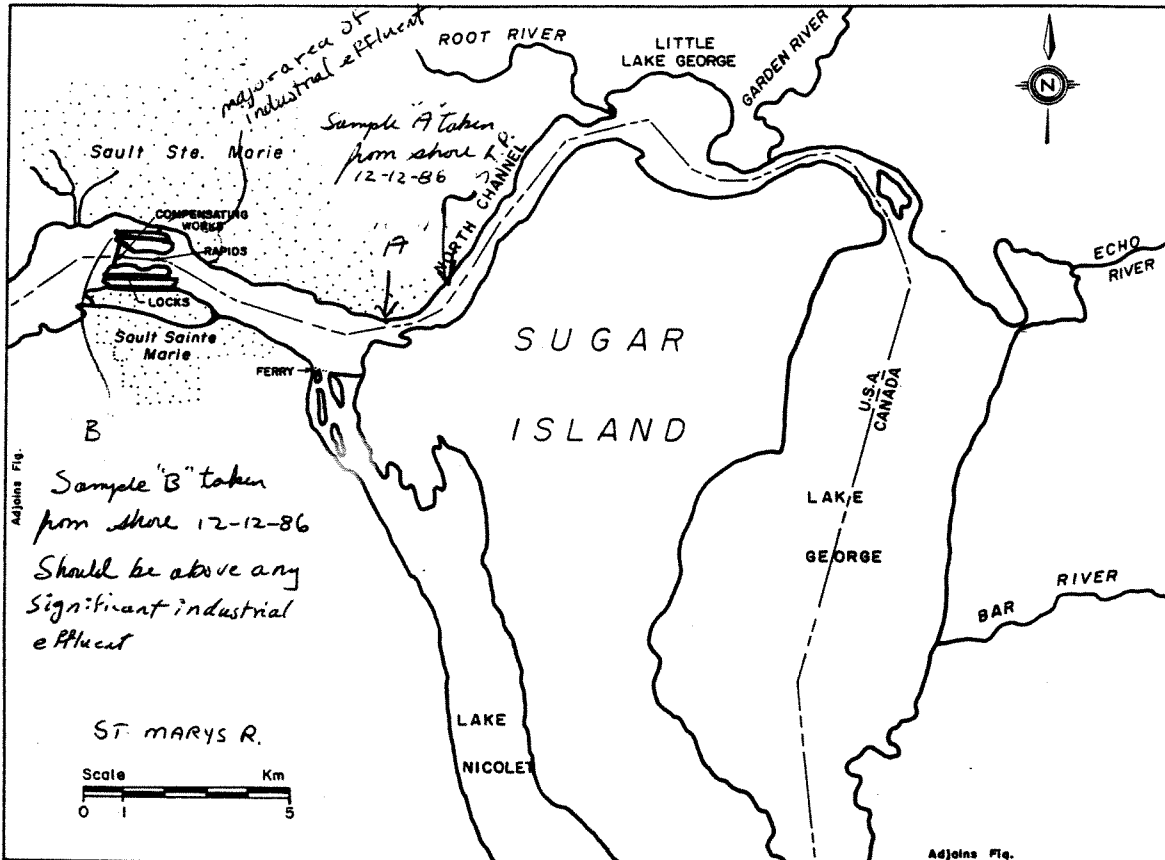 major area of
industrial effluent
ROOT RIVER
LITTLE
LAKE GEORGE
GARDEN RIVER
N
Sample "A" taken
from shore
12-12-86
Sault Ste. Marie
NORTH CHANNEL
"A"
COMPENSATING
WORKS
RAPIDS
LOCKS
Sault Sainte
Marie
FERRY
ECHO
RIVER
SUGAR
ISLAND
U.S.A.
CANADA
B
Adjoins Fig.
Sample "B" taken
from shore 12-12-86
Should be above any
significant industrial
effluent
LAKE
GEORGE
BAR RIVER
LAKE
NICOLET
ST. MARYS R.
Scale Km
0 1 5
Adjoins Fig.